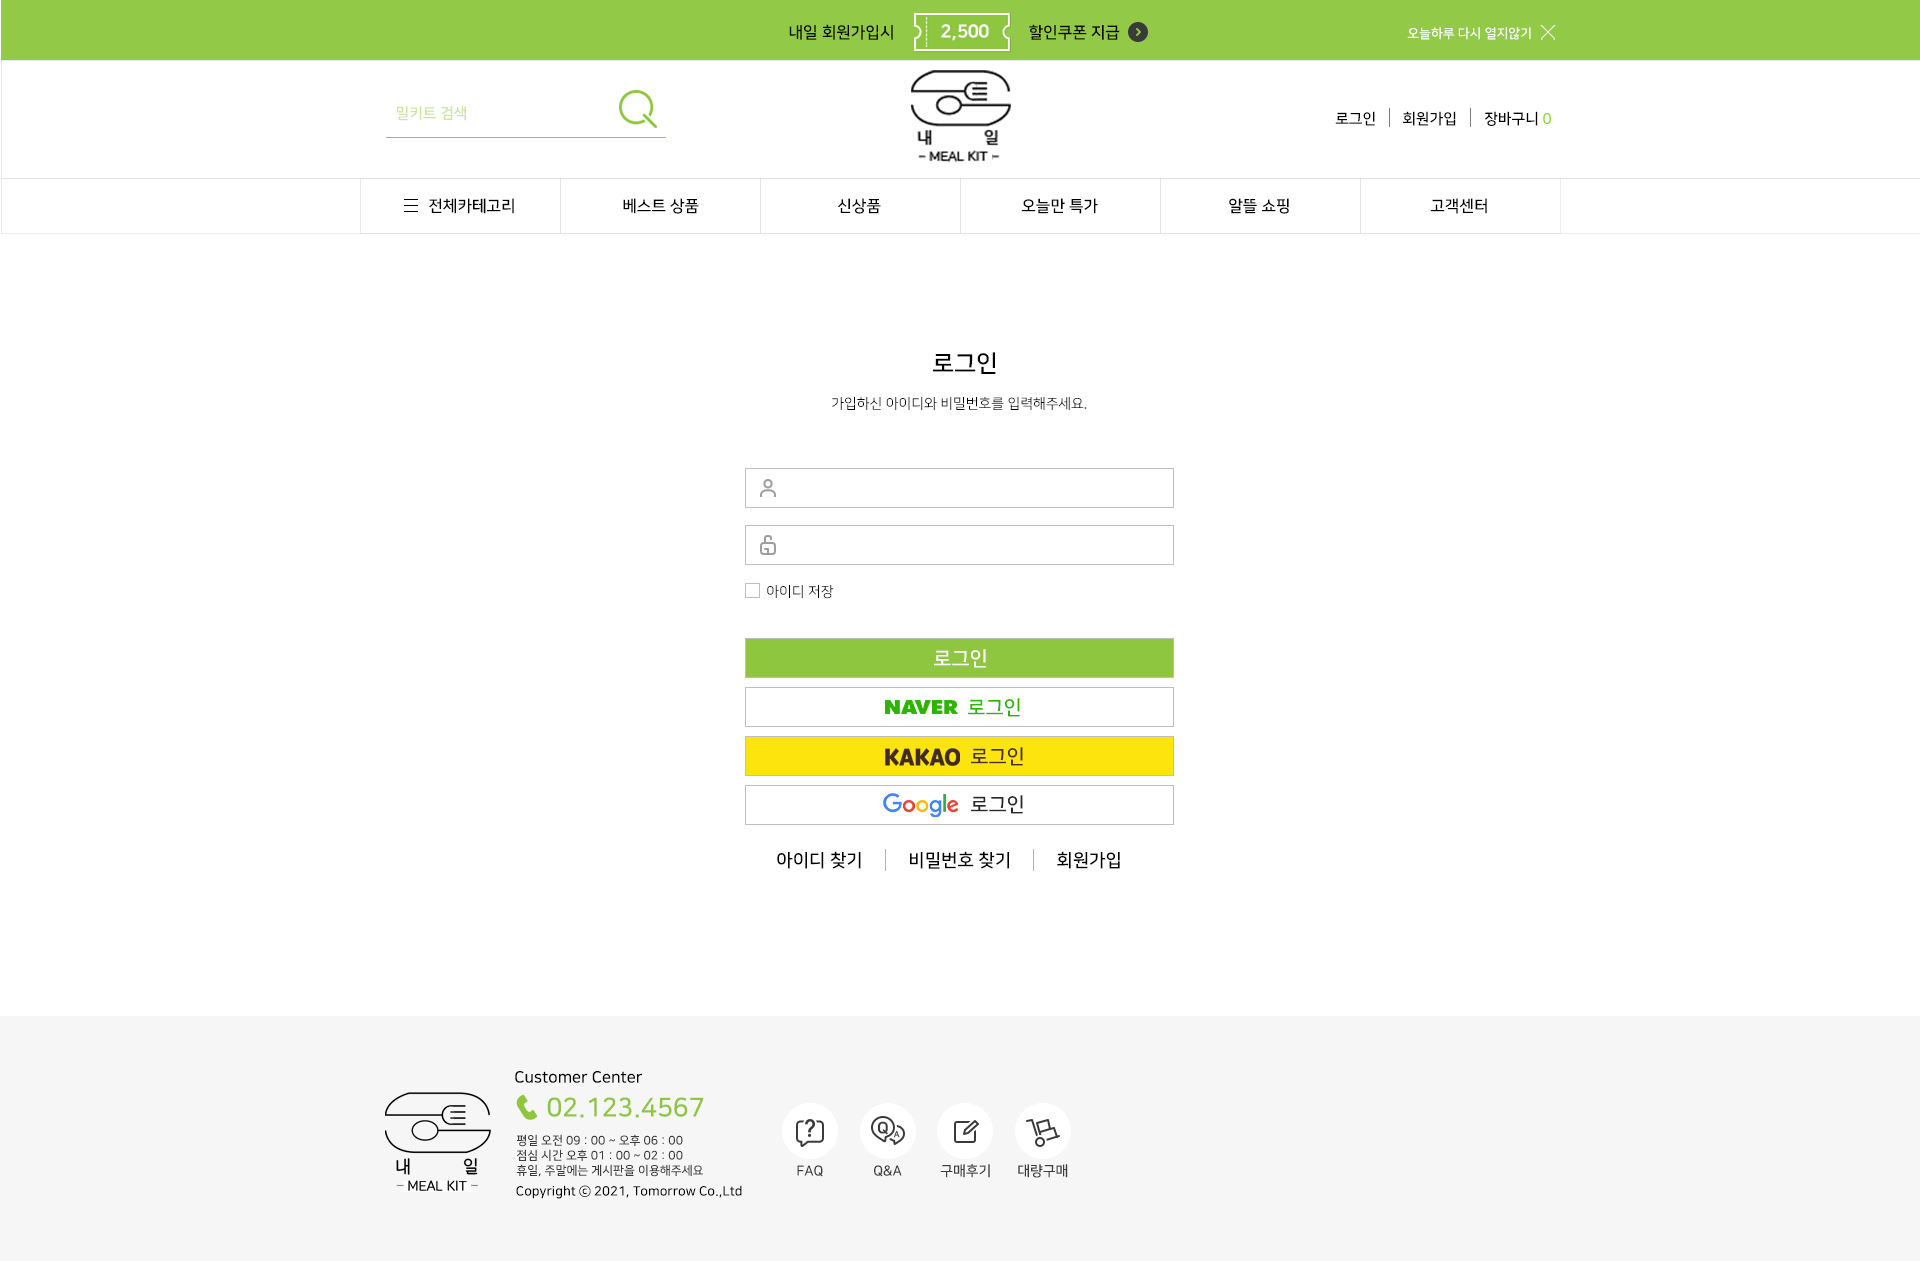 내일 회원가입시 2,500 할인쿠폰 지급
오늘하루 다시 열지않기
밀키트 검색
내 일
- MEAL KIT -
로그인 회원가입 장바구니 0
전체카테고리 베스트 상품 신상품 오늘만 특가 알뜰 쇼핑 고객센터
로그인
가입하신 아이디와 비밀번호를 입력해주세요.
아이디 저장
로그인
NAVER 로그인
KAKAO 로그인
Google 로그인
아이디 찾기 비밀번호 찾기 회원가입
내 일
- MEAL KIT -
Customer Center
02.123.4567
평일 오전 09 : 00 ~ 오후 06 : 00
점심 시간 오후 01 : 00 ~ 02 : 00
휴일, 주말에는 게시판을 이용해주세요
Copyright ⓒ 2021, Tomorrow Co.,Ltd
FAQ Q&A 구매후기 대량구매